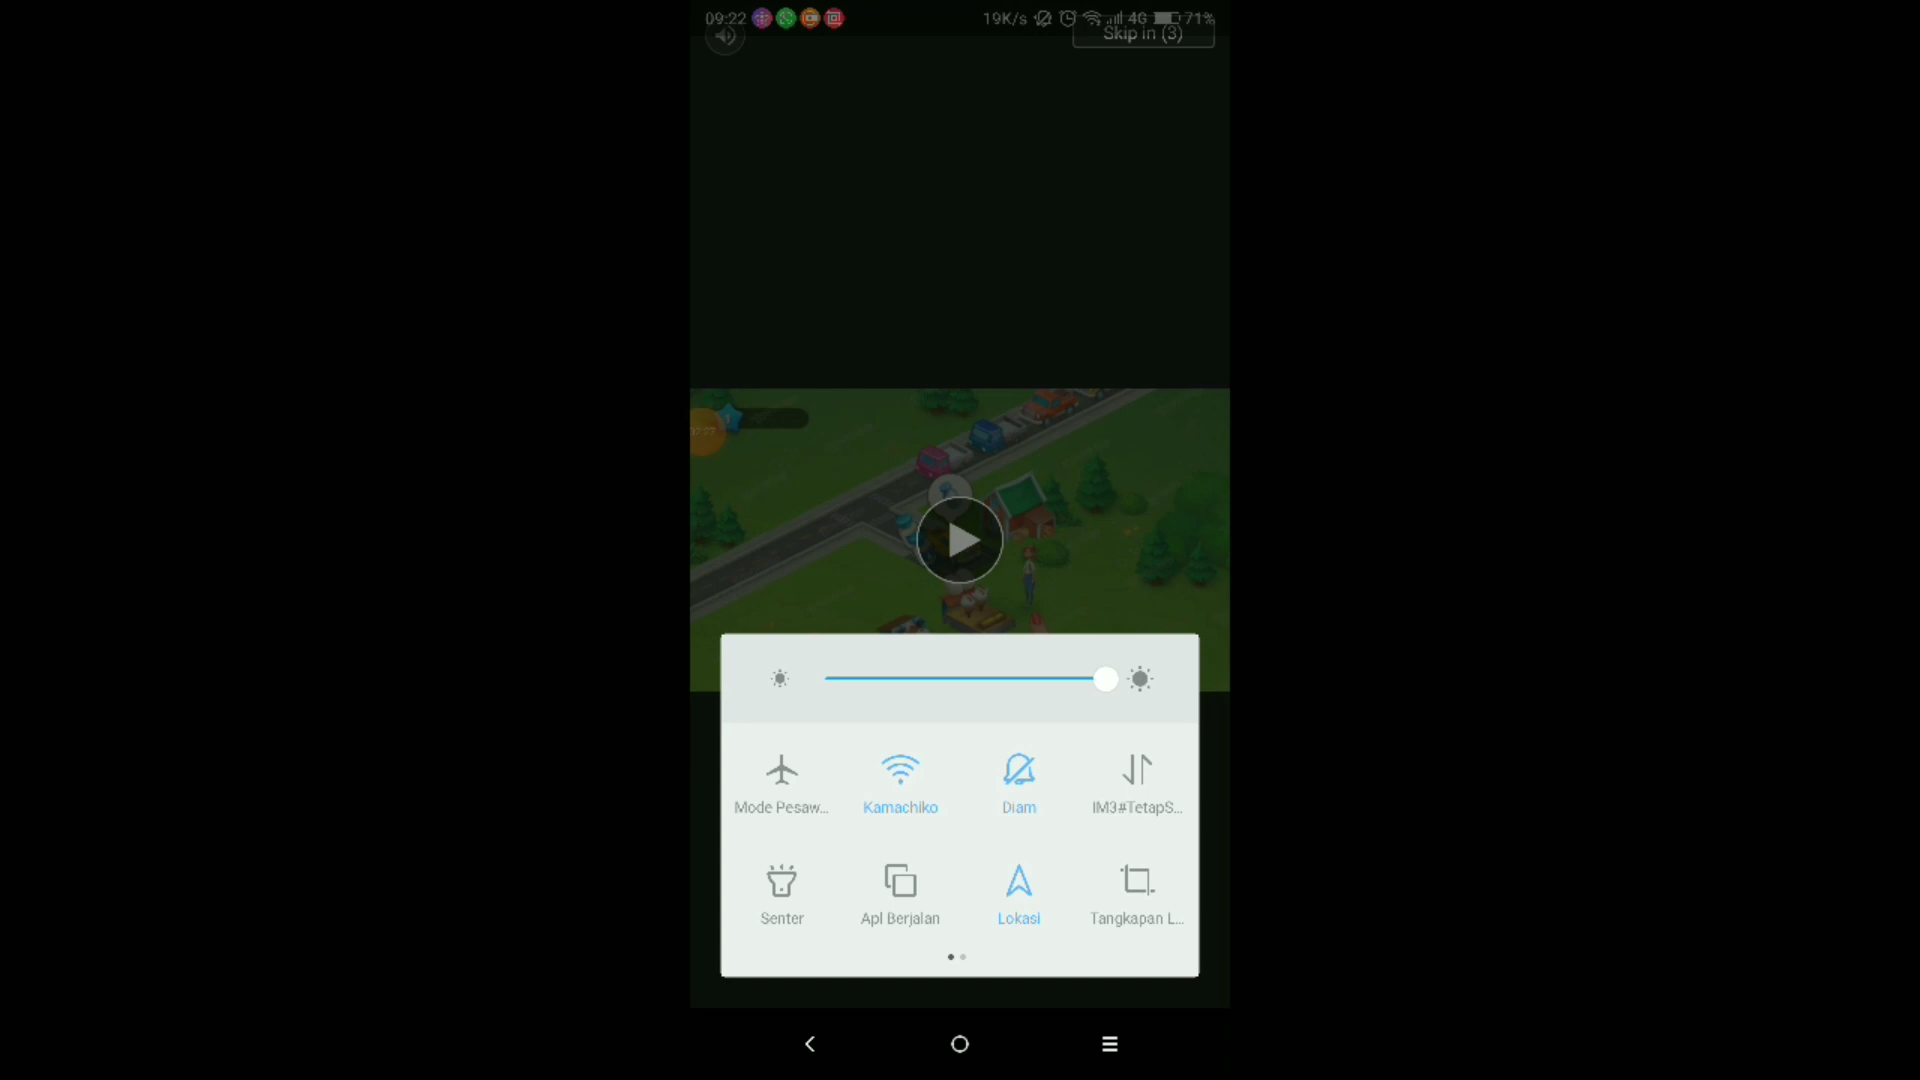 09:22 19K/s 4G 71%
Skip in (3)
Mode Pesaw... Kamachiko Diam IM3#TetapS...
Senter Apl Berjalan Lokasi Tangkapan L...